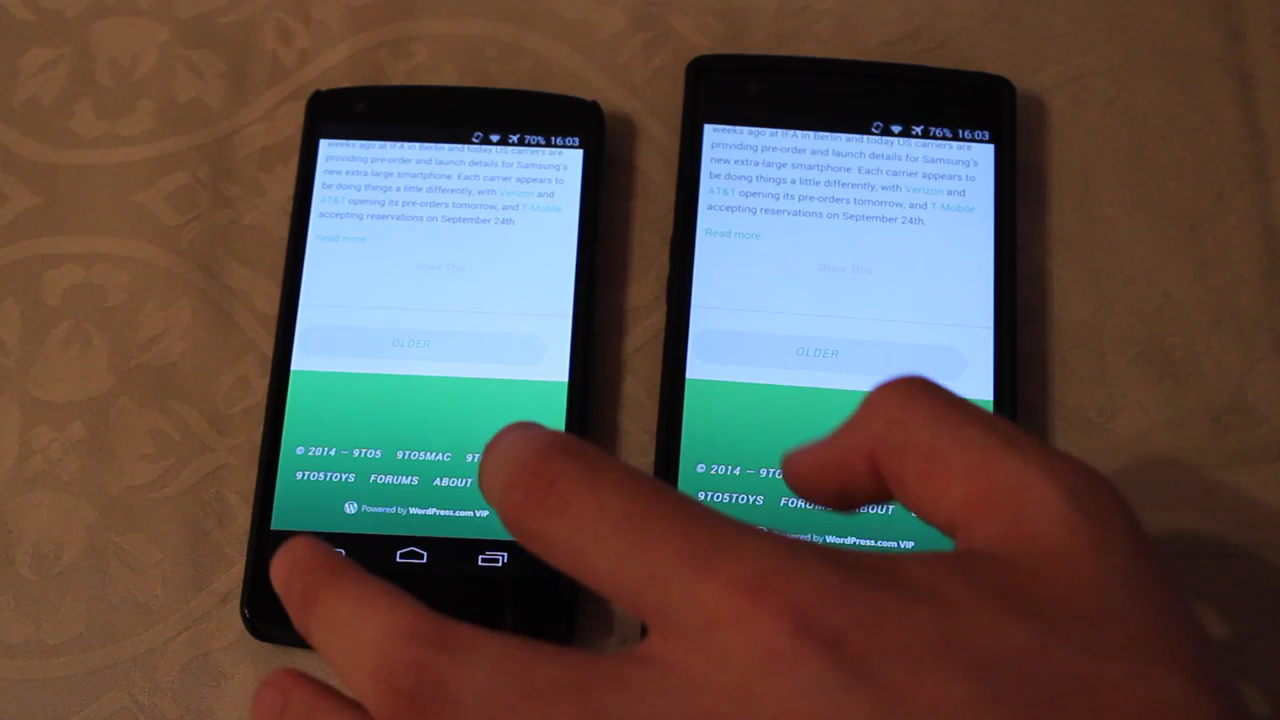 70% 16:03
weeks ago at IFA in Berlin and today US carriers are
providing pre-order and launch details for Samsung's
new extra-large smartphone. Each carrier appears to
be doing things a little differently, with Verizon and
AT&T opening its pre-orders tomorrow, and T-Mobile
accepting reservations on September 24th.
Read more
Share This
OLDER
© 2014 – 9TO5 9TO5MAC 9T
9TO5TOYS FORUMS ABOUT
Powered by WordPress.com VIP
76% 16:03
weeks ago at IFA in Berlin and today US carriers are
providing pre-order and launch details for Samsung's
new extra-large smartphone. Each carrier appears to
be doing things a little differently, with Verizon and
AT&T opening its pre-orders tomorrow, and T-Mobile
accepting reservations on September 24th.
Read more
Share This
OLDER
© 2014 – 9TO
9TO5TOYS FORUMS ABOUT
Powered by WordPress.com VIP